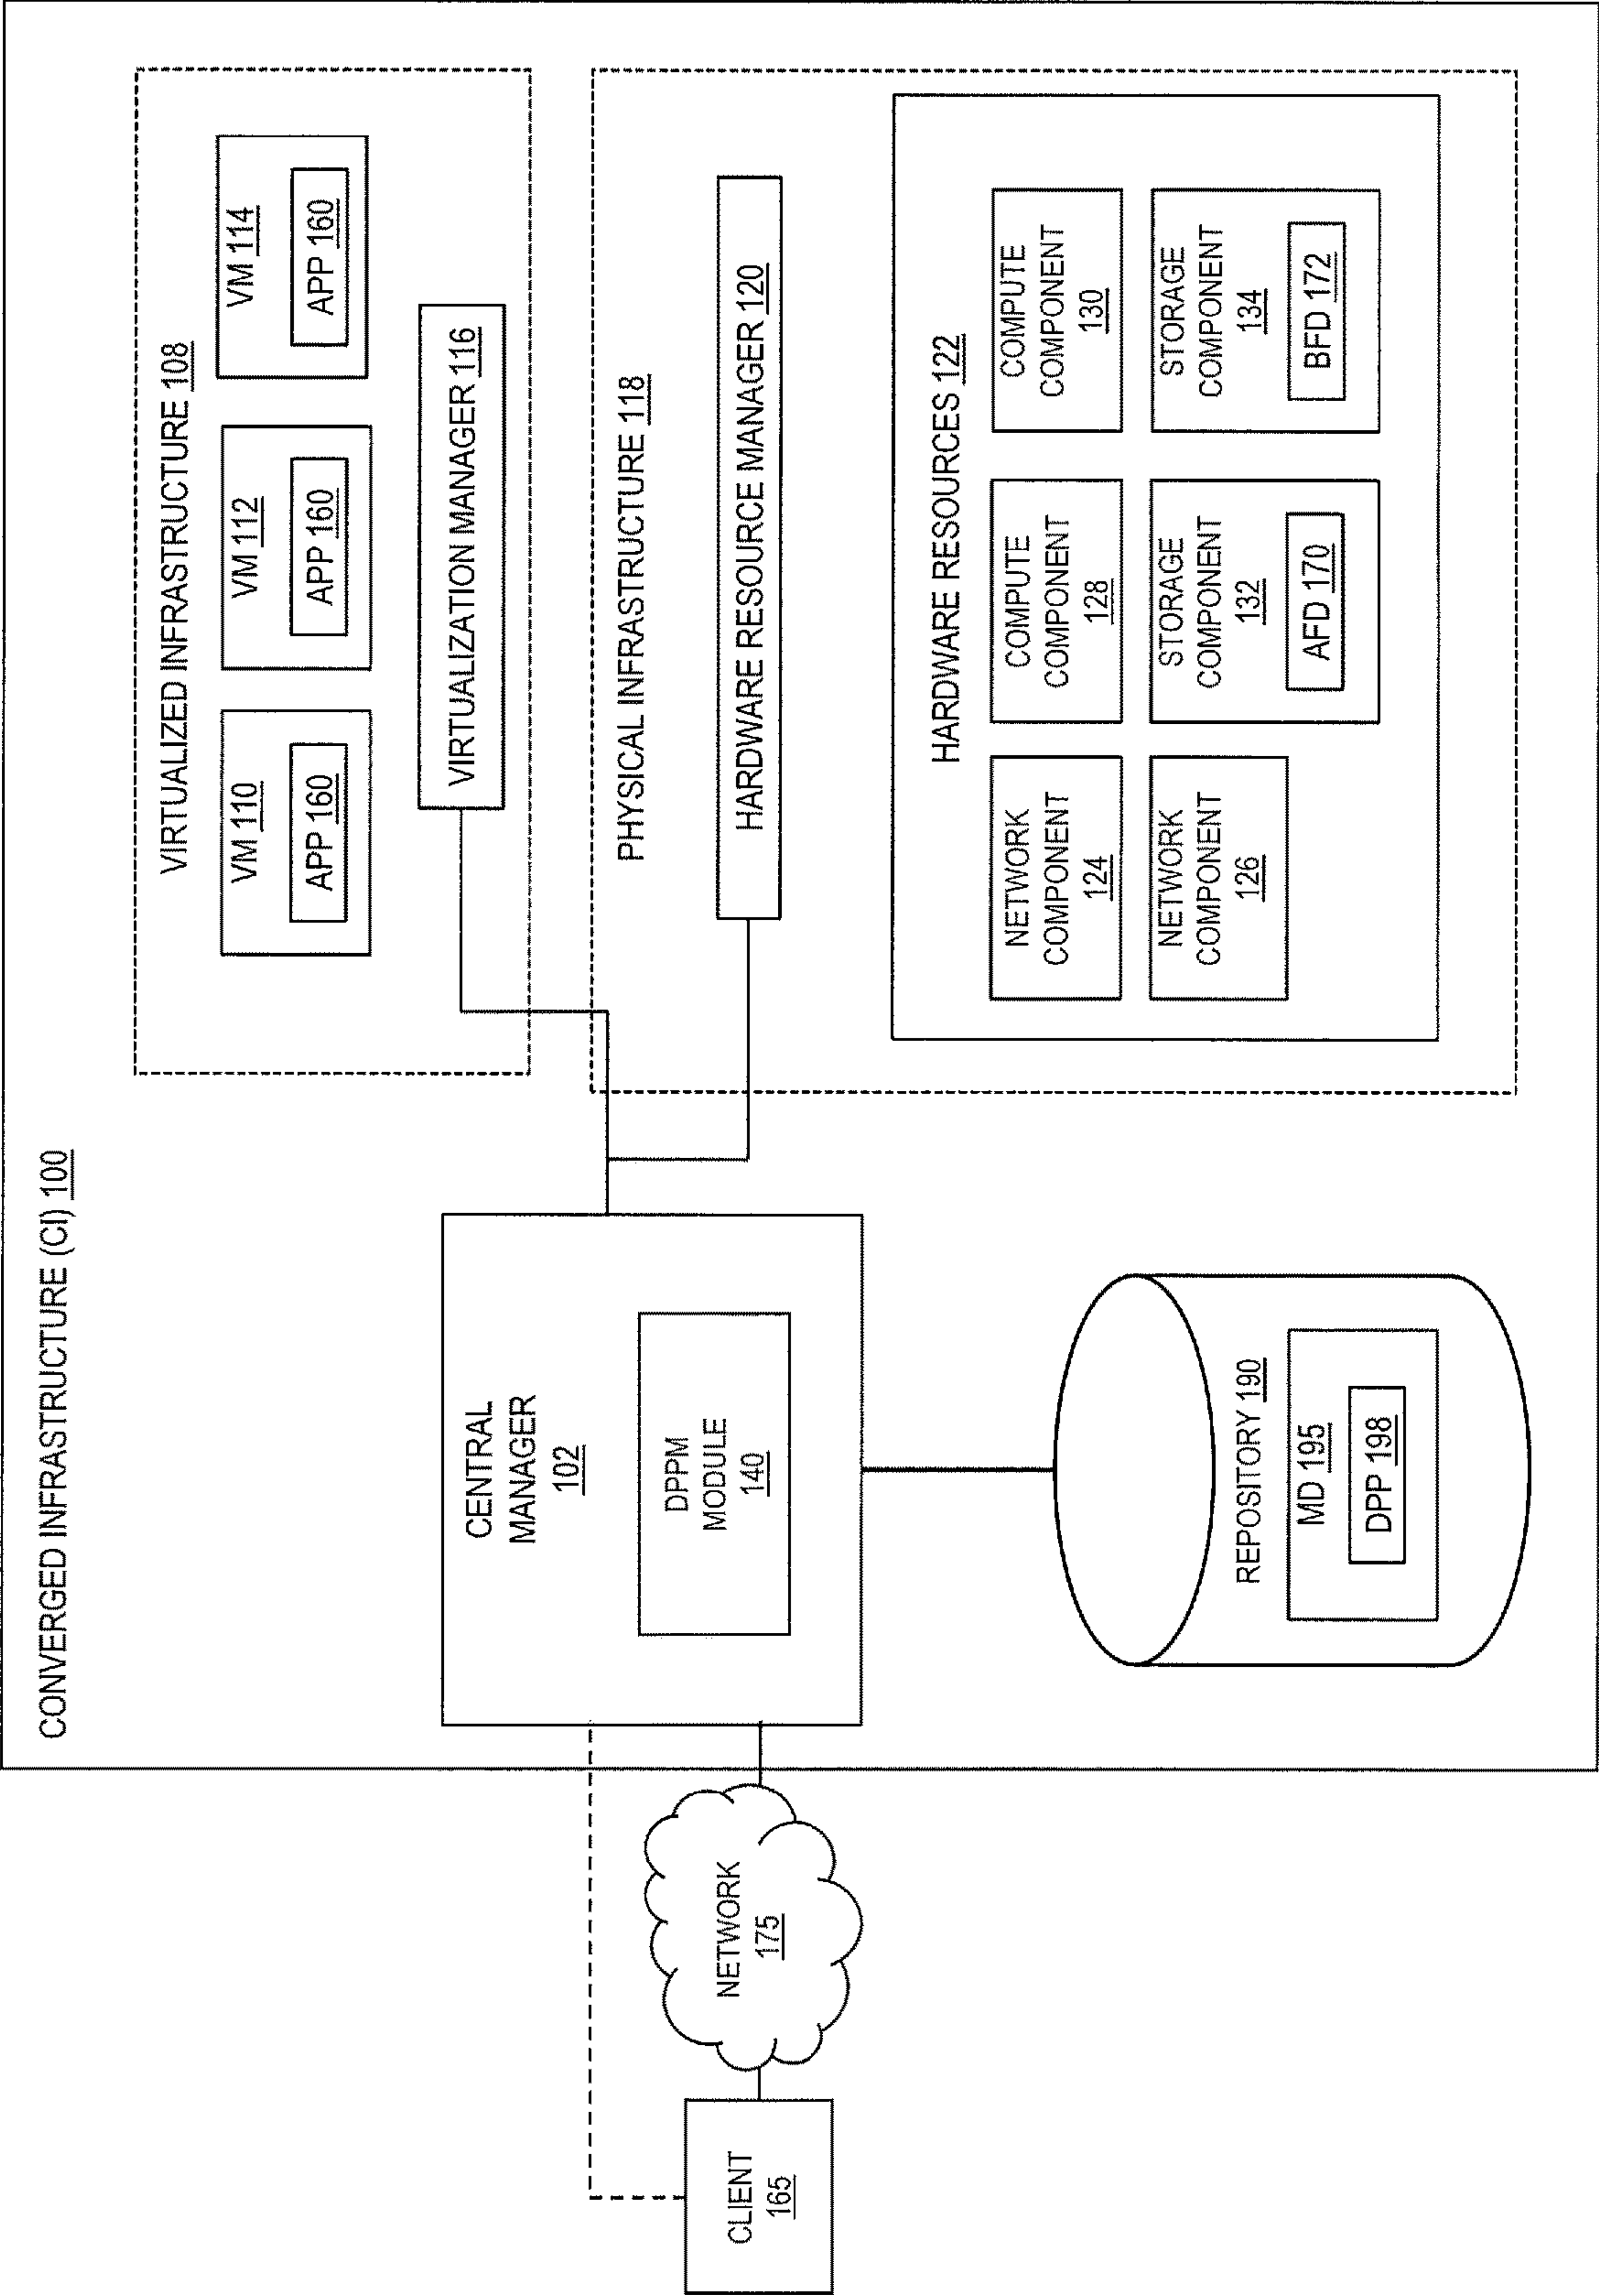 CONVERGED INFRASTRUCTURE (CI) 100
VIRTUALIZED INFRASTRUCTURE 108
VM 110
APP 160
VM 112
APP 160
VM 114
APP 160
VIRTUALIZATION MANAGER 116
PHYSICAL INFRASTRUCTURE 118
HARDWARE RESOURCE MANAGER 120
HARDWARE RESOURCES 122
NETWORK
COMPONENT
124
COMPUTE
COMPONENT
128
COMPUTE
COMPONENT
130
NETWORK
COMPONENT
126
STORAGE
COMPONENT
132
AFD 170
STORAGE
COMPONENT
134
BFD 172
CENTRAL
MANAGER
102
DPPM
MODULE
140
REPOSITORY 190
MD 195
DPP 198
NETWORK
175
CLIENT
165